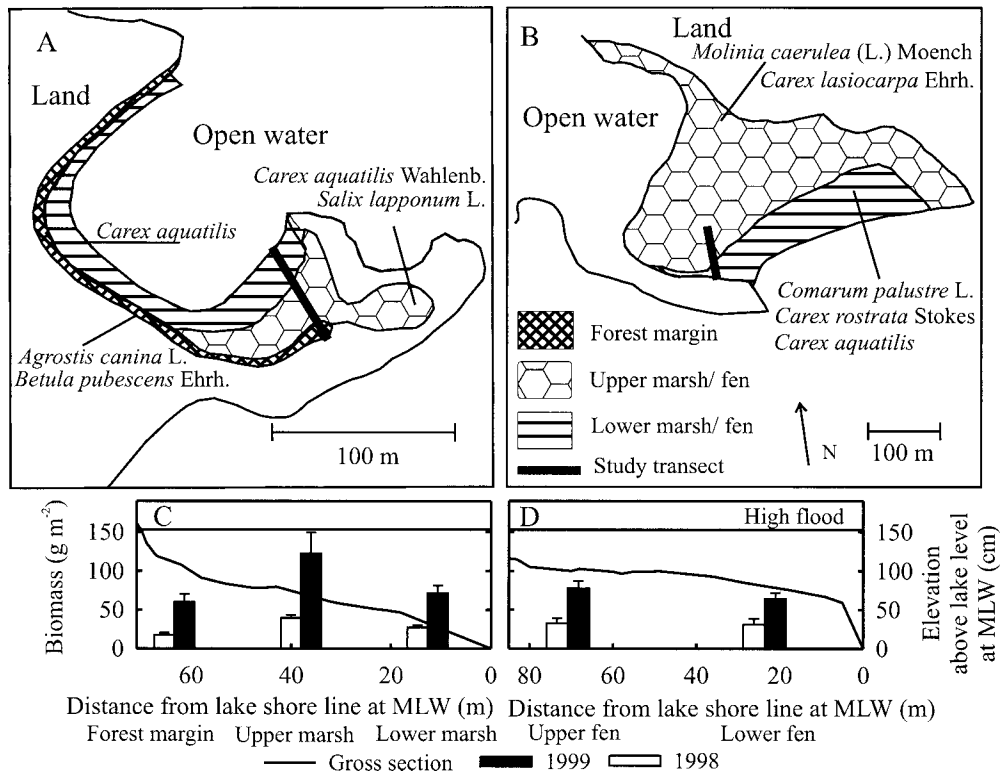 A
Land
Open water
Carex aquatilis Wahlenb.
Salix lapponum L.
Carex aquatilis
Agrostis canina L.
Betula pubescens Ehrh.
100 m
B
Land
Molinia caerulea (L.) Moench
Carex lasiocarpa Ehrh.
Open water
Comarum palustre L.
Carex rostrata Stokes
Carex aquatilis
Forest margin
Upper marsh/ fen
Lower marsh/ fen
Study transect
N
100 m
C
Biomass (g m⁻²)
150
100
50
0
60
40
20
0
Distance from lake shore line at MLW (m)
Forest margin
Upper marsh
Lower marsh
D
High flood
150
100
50
0
Elevation
above lake level
at MLW (cm)
80
60
40
20
0
Distance from lake shore line at MLW (m)
Upper fen
Lower fen
Gross section
1999
1998